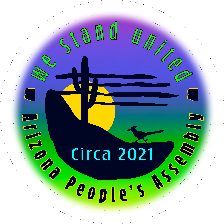 We Stand United
Circa 2021
Arizona People's Assembly